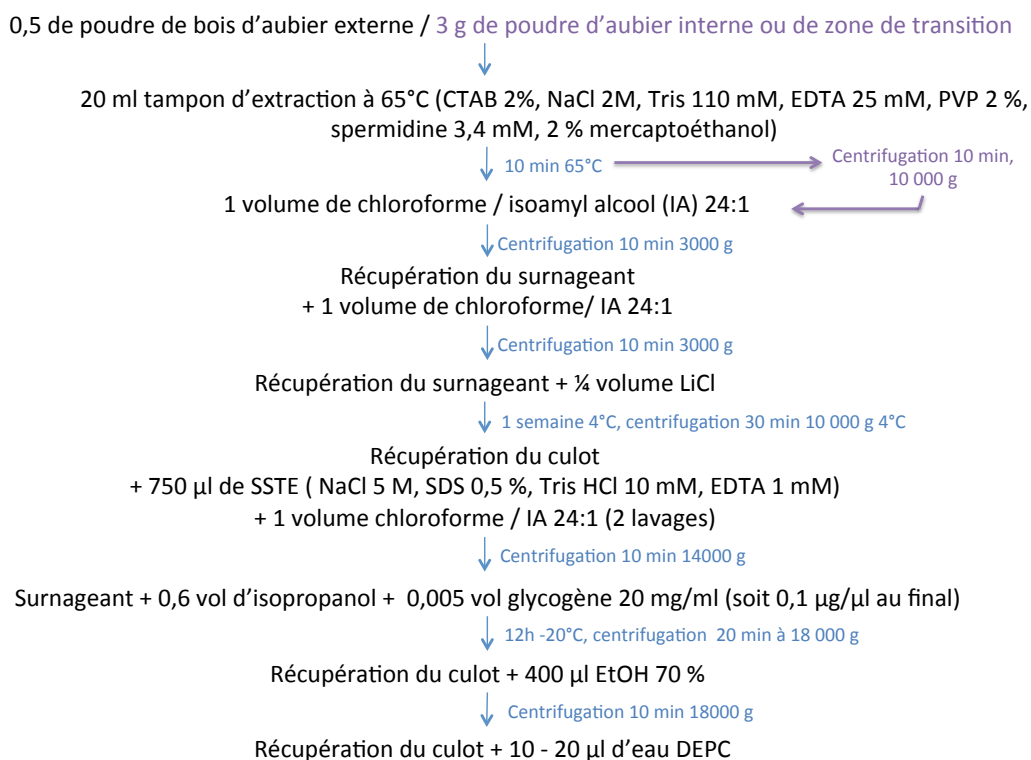 0,5 de poudre de bois d'aubier externe / 3 g de poudre d'aubier interne ou de zone de transition
20 ml tampon d'extraction à 65°C (CTAB 2%, NaCl 2M, Tris 110 mM, EDTA 25 mM, PVP 2 %,
spermidine 3,4 mM, 2 % mercaptoéthanol)
10 min 65°C
Centrifugation 10 min,
10 000 g
1 volume de chloroforme / isoamyl alcool (IA) 24:1
Centrifugation 10 min 3000 g
Récupération du surnageant
+ 1 volume de chloroforme/ IA 24:1
Centrifugation 10 min 3000 g
Récupération du surnageant + ¼ volume LiCl
1 semaine 4°C, centrifugation 30 min 10 000 g 4°C
Récupération du culot
+ 750 µl de SSTE ( NaCl 5 M, SDS 0,5 %, Tris HCl 10 mM, EDTA 1 mM)
+ 1 volume chloroforme / IA 24:1 (2 lavages)
Centrifugation 10 min 14000 g
Surnageant + 0,6 vol d'isopropanol + 0,005 vol glycogène 20 mg/ml (soit 0,1 µg/µl au final)
12h -20°C, centrifugation 20 min à 18 000 g
Récupération du culot + 400 µl EtOH 70 %
Centrifugation 10 min 18000 g
Récupération du culot + 10 - 20 µl d'eau DEPC